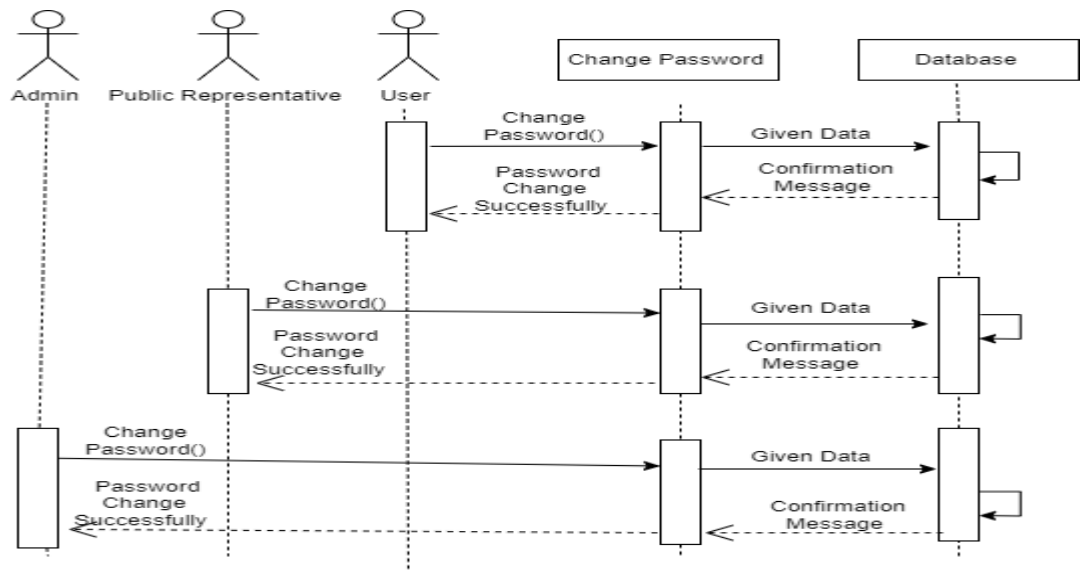 Admin
Public Representative
User
Change Password
Database
Change
Password()
Given Data
Password
Change
Successfully
Confirmation
Message
Change
Password()
Given Data
Password
Change
Successfully
Confirmation
Message
Change
Password()
Given Data
Password
Change
Successfully
Confirmation
Message